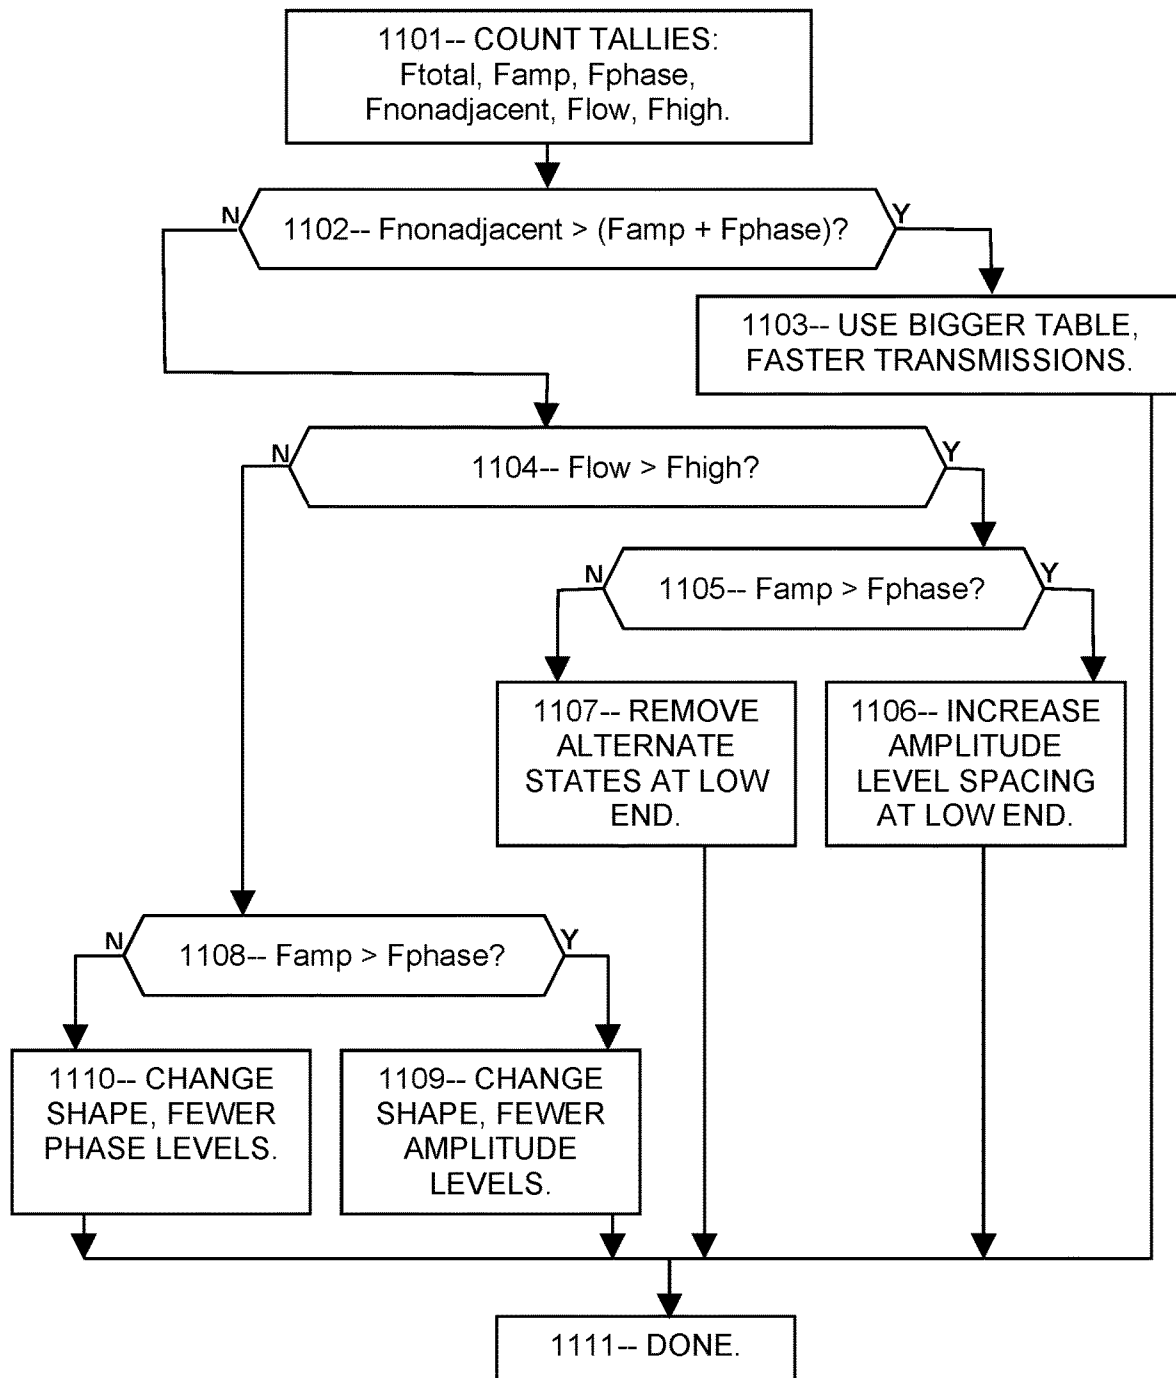 1101-- COUNT TALLIES:
Ftotal, Famp, Fphase,
Fnonadjacent, Flow, Fhigh.
N
1102-- Fnonadjacent > (Famp + Fphase)?
Y
1103-- USE BIGGER TABLE,
FASTER TRANSMISSIONS.
N
1104-- Flow > Fhigh?
Y
N
1105-- Famp > Fphase?
Y
1107-- REMOVE
ALTERNATE
STATES AT LOW
END.
1106-- INCREASE
AMPLITUDE
LEVEL SPACING
AT LOW END.
N
1108-- Famp > Fphase?
Y
1110-- CHANGE
SHAPE, FEWER
PHASE LEVELS.
1109-- CHANGE
SHAPE, FEWER
AMPLITUDE
LEVELS.
1111-- DONE.